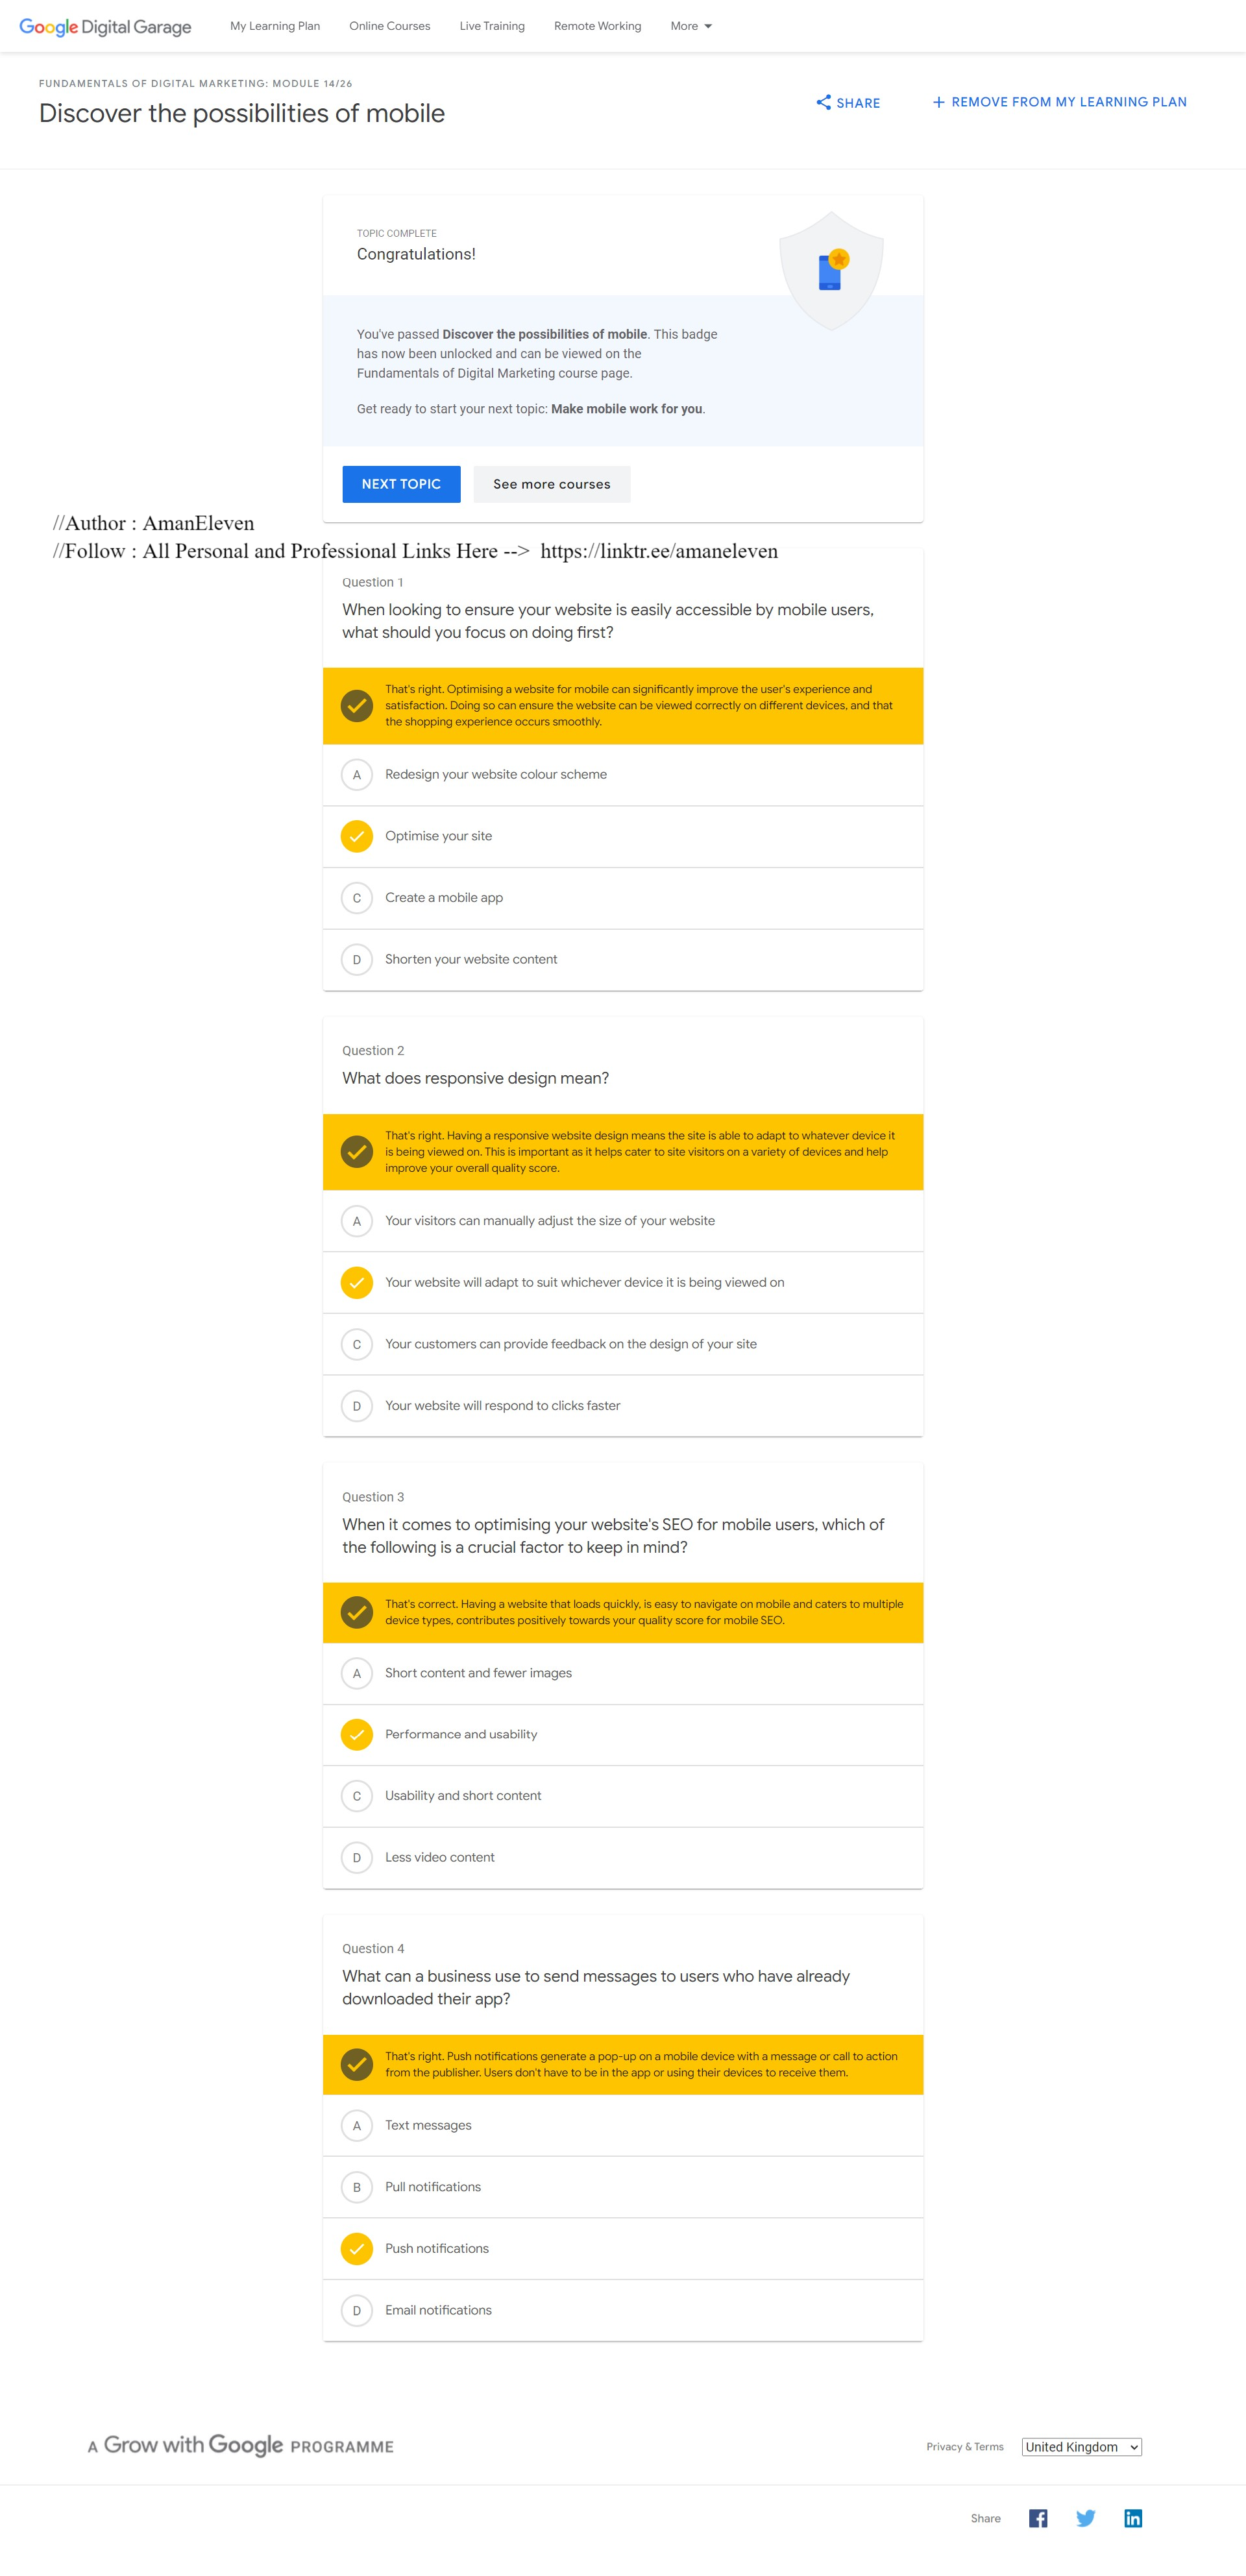 Google Digital Garage My Learning Plan Online Courses Live Training Remote Working More
FUNDAMENTALS OF DIGITAL MARKETING: MODULE 14/26
Discover the possibilities of mobile
SHARE
REMOVE FROM MY LEARNING PLAN
TOPIC COMPLETE
Congratulations!
You've passed Discover the possibilities of mobile. This badge
has now been unlocked and can be viewed on the
Fundamentals of Digital Marketing course page.
Get ready to start your next topic: Make mobile work for you.
NEXT TOPIC See more courses
//Author : AmanEleven
//Follow : All Personal and Professional Links Here --> https://linktr.ee/amaneleven
Question 1
When looking to ensure your website is easily accessible by mobile users,
what should you focus on doing first?
That's right. Optimising a website for mobile can significantly improve the user's experience and
satisfaction. Doing so can ensure the website can be viewed correctly on different devices, and that
the shopping experience occurs smoothly.
A Redesign your website colour scheme
Optimise your site
C Create a mobile app
D Shorten your website content
Question 2
What does responsive design mean?
That's right. Having a responsive website design means the site is able to adapt to whatever device it
is being viewed on. This is important as it helps cater to site visitors on a variety of devices and help
improve your overall quality score.
A Your visitors can manually adjust the size of your website
Your website will adapt to suit whichever device it is being viewed on
C Your customers can provide feedback on the design of your site
D Your website will respond to clicks faster
Question 3
When it comes to optimising your website's SEO for mobile users, which of
the following is a crucial factor to keep in mind?
That's correct. Having a website that loads quickly, is easy to navigate on mobile and caters to multiple
device types, contributes positively towards your quality score for mobile SEO.
A Short content and fewer images
Performance and usability
C Usability and short content
D Less video content
Question 4
What can a business use to send messages to users who have already
downloaded their app?
That's right. Push notifications generate a pop-up on a mobile device with a message or call to action
from the publisher. Users don't have to be in the app or using their devices to receive them.
A Text messages
B Pull notifications
Push notifications
D Email notifications
A Grow with Google PROGRAMME
Privacy & Terms United Kingdom
Share